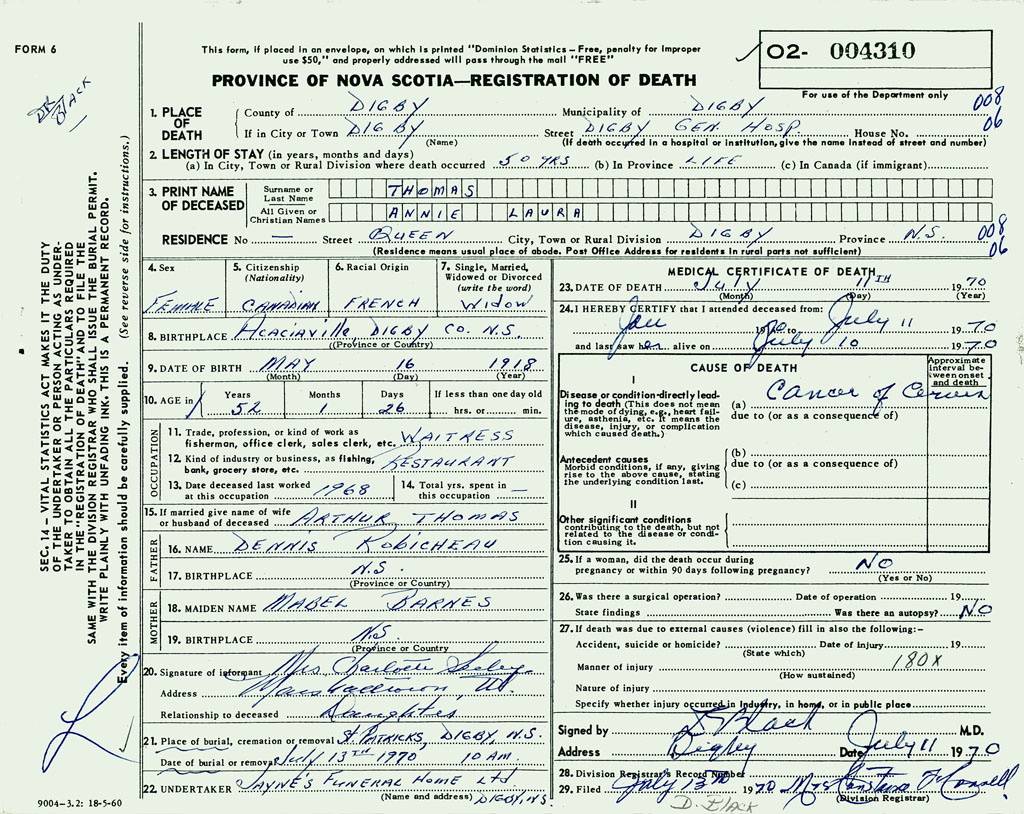 FORM 6
This form, if placed in an envelope, on which is printed "Dominion Statistics – Free, penalty for improper
use $50," and properly addressed will pass through the mail "FREE"
02- 004310
PROVINCE OF NOVA SCOTIA—REGISTRATION OF DEATH
For use of the Department only
DR Black
1. PLACE OF DEATH County of DIGBY Municipality of DIGBY 008
If in City or Town DIGBY Street DIGBY GEN. HOSP. House No. 06
(Name) (If death occurred in a hospital or institution, give the name instead of street and number)
2. LENGTH OF STAY (in years, months and days)
(a) In City, Town or Rural Division where death occurred 50 YRS (b) In Province LIFE (c) In Canada (if immigrant)
3. PRINT NAME OF DECEASED Surname or Last Name THOMAS
All Given or Christian Names ANNIE LAURA
RESIDENCE No — Street QUEEN City, Town or Rural Division DIGBY Province N.S. 008
06
(Residence means usual place of abode. Post Office Address for residents in rural parts not sufficient)
4. Sex FEMALE
5. Citizenship (Nationality) CANADIAN
6. Racial Origin FRENCH
7. Single, Married, Widowed or Divorced (write the word) WIDOW
8. BIRTHPLACE Acaciaville DIGBY CO. N.S.
(Province or Country)
9. DATE OF BIRTH MAY 16 1918
(Month) (Day) (Year)
10. AGE in Years 52 Months 1 Days 26 If less than one day old hrs. or min.
OCCUPATION
11. Trade, profession, or kind of work as
fisherman, office clerk, sales clerk, etc. WAITRESS
12. Kind of industry or business, as fishing,
bank, grocery store, etc. RESTAURANT
13. Date deceased last worked
at this occupation 1968
14. Total yrs. spent in
this occupation —
15. If married give name of wife
or husband of deceased ARTHUR THOMAS
FATHER
16. NAME DENNIS ROBICHEAU
17. BIRTHPLACE N.S.
(Province or Country)
MOTHER
18. MAIDEN NAME MABEL BARNES
19. BIRTHPLACE N.S.
(Province or Country)
20. Signature of informant Mrs Charlotte
Address Marshalltown,
Relationship to deceased Daughter
21. Place of burial, cremation or removal St. PATRICKS, DIGBY, N.S.
Date of burial or removal July 13TH 1970 10 AM.
22. UNDERTAKER JAYNE'S FUNERAL HOME Ltd
(Name and address) DIGBY, N.S.
MEDICAL CERTIFICATE OF DEATH
23. DATE OF DEATH July 11TH 1970
(Month) (Day) (Year)
24. I HEREBY CERTIFY that I attended deceased from:
Jan 1970 to July 11 1970
and last saw her alive on July 10 1970
CAUSE OF DEATH
Approximate interval between onset and death
I
Disease or condition directly leading to death (This does not mean the mode of dying, e.g., heart failure, asthenia, etc. It means the disease, injury, or complication which caused death.)
(a) Cancer of Cervix
due to (or as a consequence of)
Antecedent causes
Morbid conditions, if any, giving rise to the above cause, stating the underlying condition last.
(b)
due to (or as a consequence of)
(c)
II
Other significant conditions
contributing to the death, but not related to the disease or condition causing it.
25. If a woman, did the death occur during
pregnancy or within 90 days following pregnancy? NO
(Yes or No)
26. Was there a surgical operation? Date of operation 19
State findings Was there an autopsy? NO
27. If death was due to external causes (violence) fill in also the following:–
Accident, suicide or homicide? Date of injury 19
(State which)
Manner of injury 180X
(How sustained)
Nature of injury
Specify whether injury occurred in industry, in home, or in public place
Signed by D Black M.D.
Address Digby Date July 11 1970
28. Division Registrar's Record Number
29. Filed July 13th 1970 Mrs Constance
(Division Registrar)
D. Black
SEC. 14 – VITAL STATISTICS ACT MAKES IT THE DUTY
OF THE UNDERTAKER OR PERSON ACTING AS UNDER-
TAKER TO OBTAIN ALL THE PARTICULARS REQUIRED
IN THE "REGISTRATION OF DEATH" AND TO FILE THE
SAME WITH THE DIVISION REGISTRAR WHO SHALL ISSUE THE BURIAL PERMIT.
WRITE PLAINLY WITH UNFADING INK. THIS IS A PERMANENT RECORD.
Every item of information should be carefully supplied. (See reverse side for instructions.)
9004-3.2: 18-5-60